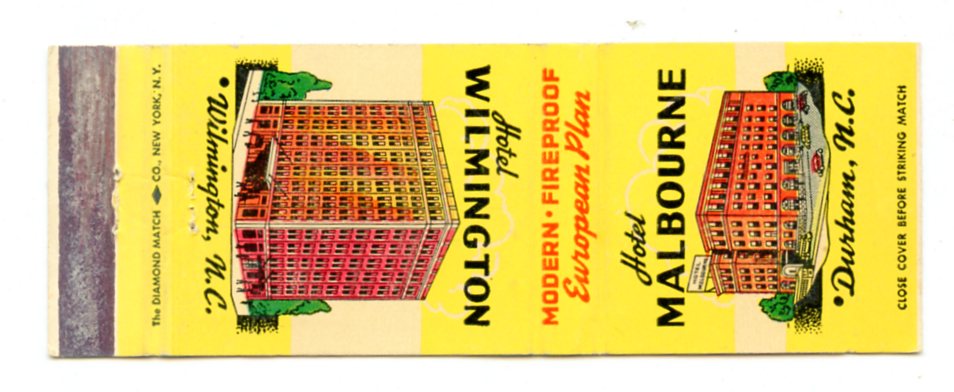 The DIAMOND MATCH CO., NEW YORK, N.Y.
•Wilmington, N.C.
Hotel
WILMINGTON
MODERN • FIREPROOF
European Plan
Hotel
MALBOURNE
•Durham, N.C.
CLOSE COVER BEFORE STRIKING MATCH